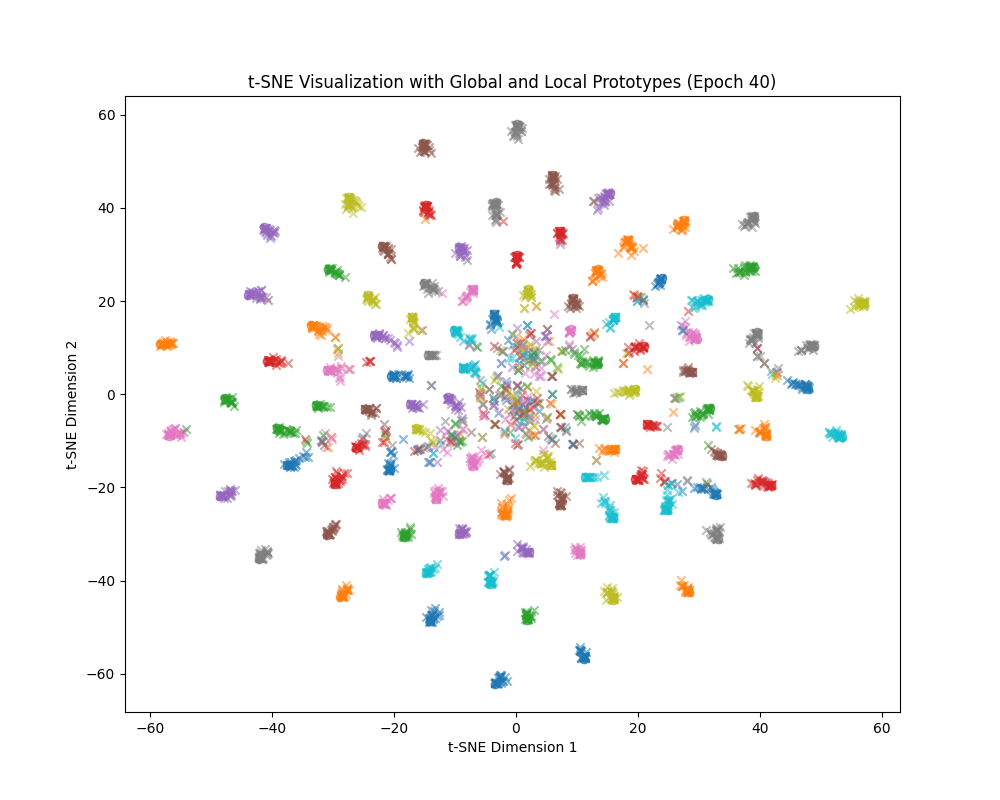 t-SNE Visualization with Global and Local Prototypes (Epoch 40)
60
40
20
0
−20
−40
−60
t-SNE Dimension 2
−60 −40 −20 0 20 40 60
t-SNE Dimension 1